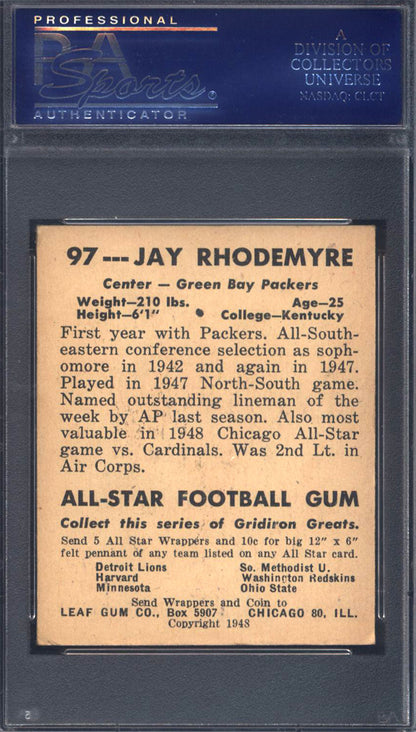 PROFESSIONAL
PSA
Sports®
AUTHENTICATOR
A
DIVISION OF
COLLECTORS
UNIVERSE
NASDAQ: CLCT
97---JAY RHODEMYRE
Center — Green Bay Packers
Weight—210 lbs. Age—25
Height—6'1" • College—Kentucky
First year with Packers. All-South-
eastern conference selection as soph-
omore in 1942 and again in 1947.
Played in 1947 North-South game.
Named outstanding lineman of the
week by AP last season. Also most
valuable in 1948 Chicago All-Star
game vs. Cardinals. Was 2nd Lt. in
Air Corps.
ALL-STAR FOOTBALL GUM
Collect this series of Gridiron Greats.
Send 5 All Star Wrappers and 10c for big 12" x 6"
felt pennant of any team listed on any All Star card.
Detroit Lions So. Methodist U.
Harvard Washington Redskins
Minnesota Ohio State
Send Wrappers and Coin to
LEAF GUM CO., Box 5907 CHICAGO 80, ILL.
Copyright 1948